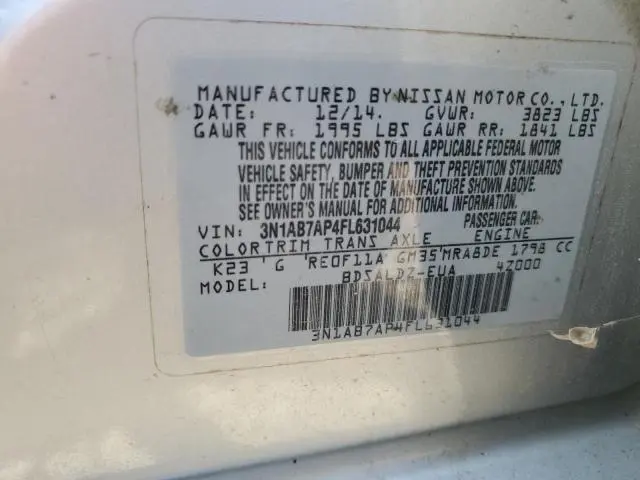 MANUFACTURED BY NISSAN MOTOR CO., LTD.
DATE: 12/14. GVWR: 3823 LBS
GAWR FR: 1995 LBS GAWR RR: 1841 LBS
THIS VEHICLE CONFORMS TO ALL APPLICABLE FEDERAL MOTOR
VEHICLE SAFETY, BUMPER AND THEFT PREVENTION STANDARDS
IN EFFECT ON THE DATE OF MANUFACTURE SHOWN ABOVE.
SEE OWNER'S MANUAL FOR ADDITIONAL INFORMATION.
VIN: 3N1AB7AP4FL631044 PASSENGER CAR
COLOR TRIM TRANS AXLE ENGINE
K23 G RE0F11A GM35 MRA8DE 1798 CC
MODEL: BDSALDZ-EUA 4Z000
3N1AB7AP4FL631044